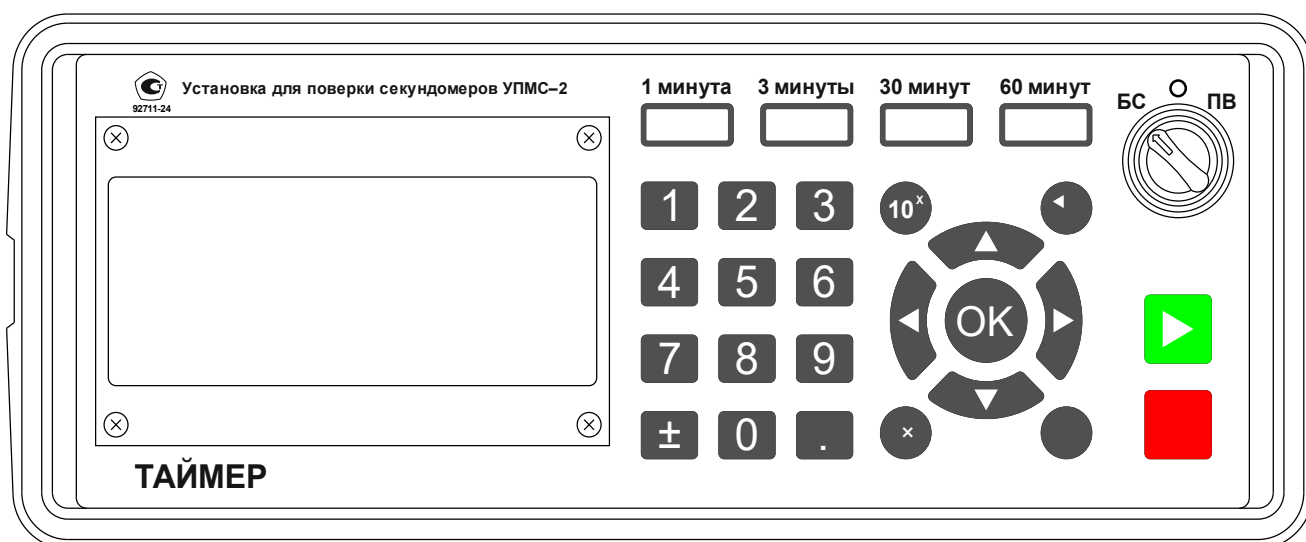 Установка для поверки секундомеров УПМС–2
92711-24
1 минута 3 минуты 30 минут 60 минут
БС ПВ
1 2 3 10ˣ
4 5 6
OK
7 8 9
± 0 . ×
ТАЙМЕР